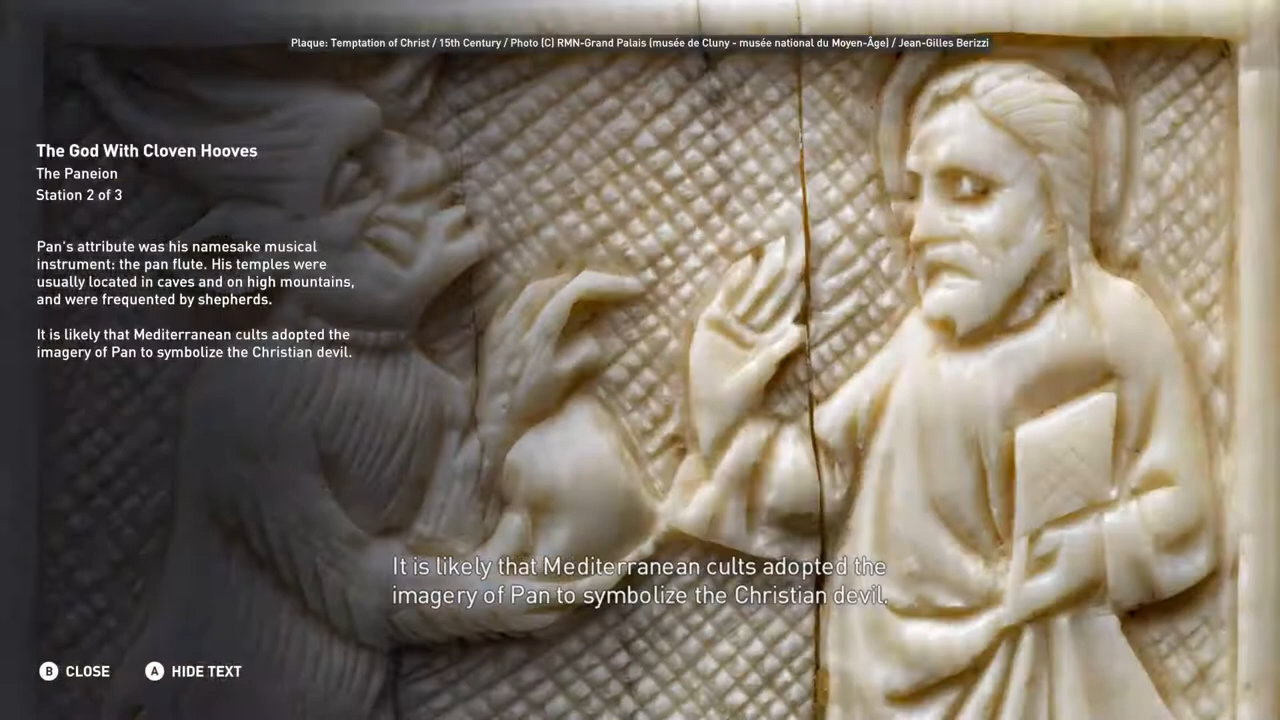 Plaque: Temptation of Christ / 15th Century / Photo (C) RMN-Grand Palais (musée de Cluny - musée national du Moyen-Âge) / Jean-Gilles Berizzi
The God With Cloven Hooves
The Paneion
Station 2 of 3
Pan's attribute was his namesake musical
instrument: the pan flute. His temples were
usually located in caves and on high mountains,
and were frequented by shepherds.
It is likely that Mediterranean cults adopted the
imagery of Pan to symbolize the Christian devil.
It is likely that Mediterranean cults adopted the
imagery of Pan to symbolize the Christian devil.
B CLOSE A HIDE TEXT